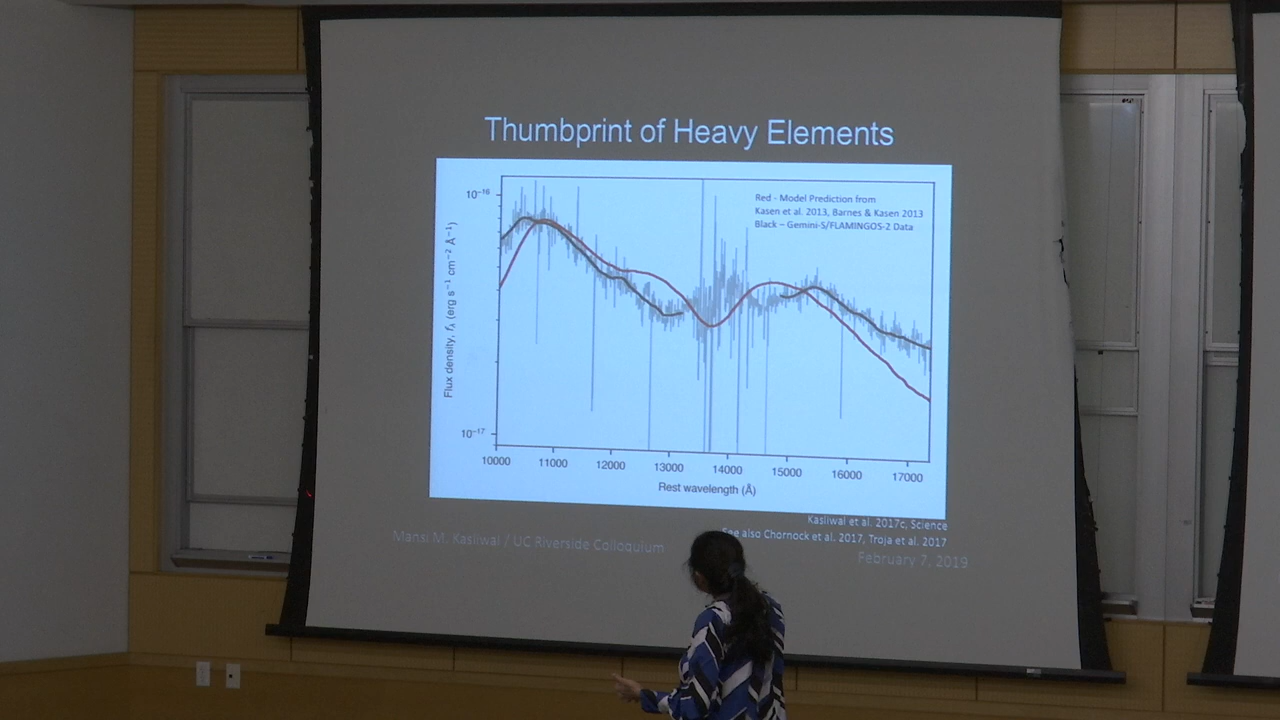 Thumbprint of Heavy Elements
10⁻¹⁶
Red - Model Prediction from
Kasen et al. 2013, Barnes & Kasen 2013
Black – Gemini-S/FLAMINGOS-2 Data
Flux density, fλ (erg s⁻¹ cm⁻² Å⁻¹)
10⁻¹⁷
10000 11000 12000 13000 14000 15000 16000 17000
Rest wavelength (Å)
Kasliwal et al. 2017c, Science
See also Chornock et al. 2017, Troja et al. 2017
Mansi M. Kasliwal / UC Riverside Colloquium
February 7, 2019